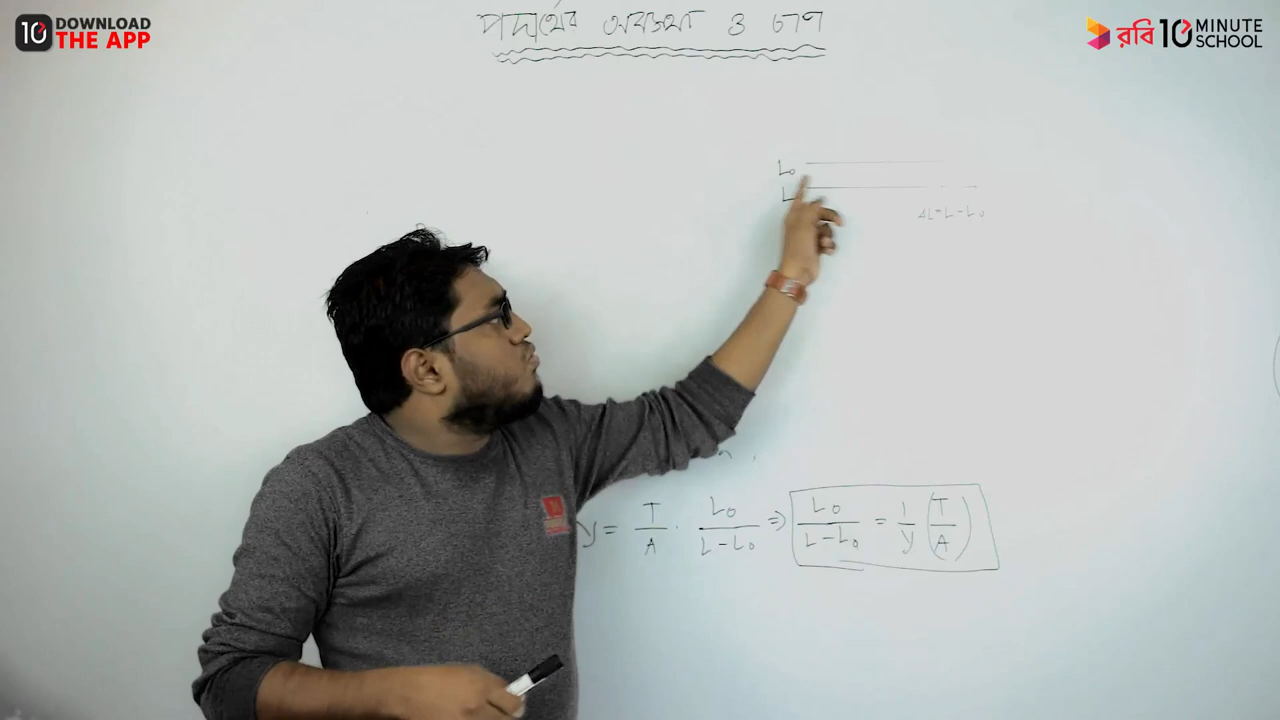 10 DOWNLOAD
THE APP
পদার্থের অবস্থা ও চাপ
রবি 10 MINUTE
SCHOOL
L₀
L
ΔL = L - L₀
y = T/A · L₀/L-L₀ ⇒ L₀/L-L₀ = 1/y (T/A)